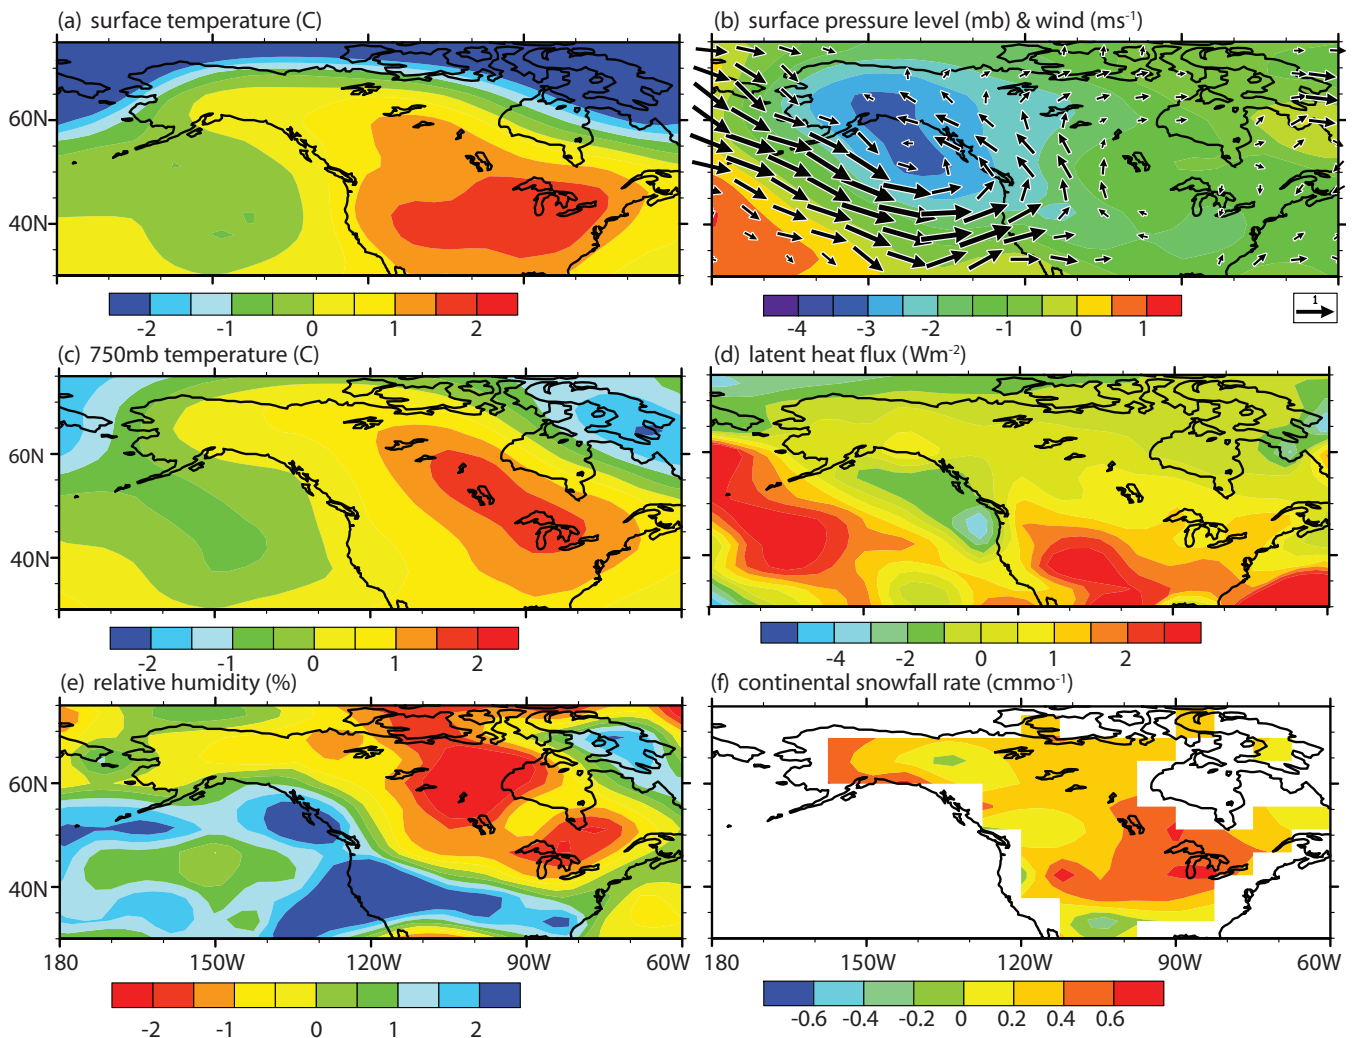 (a) surface temperature (C)
(b) surface pressure level (mb) & wind (ms⁻¹)
60N
40N
-2 -1 0 1 2
-4 -3 -2 -1 0 1
1
(c) 750mb temperature (C)
(d) latent heat flux (Wm⁻²)
60N
40N
-2 -1 0 1 2
-4 -2 0 1 2
(e) relative humidity (%)
(f) continental snowfall rate (cmmo⁻¹)
60N
40N
180 150W 120W 90W 60W
180 150W 120W 90W 60W
-2 -1 0 1 2
-0.6 -0.4 -0.2 0 0.2 0.4 0.6